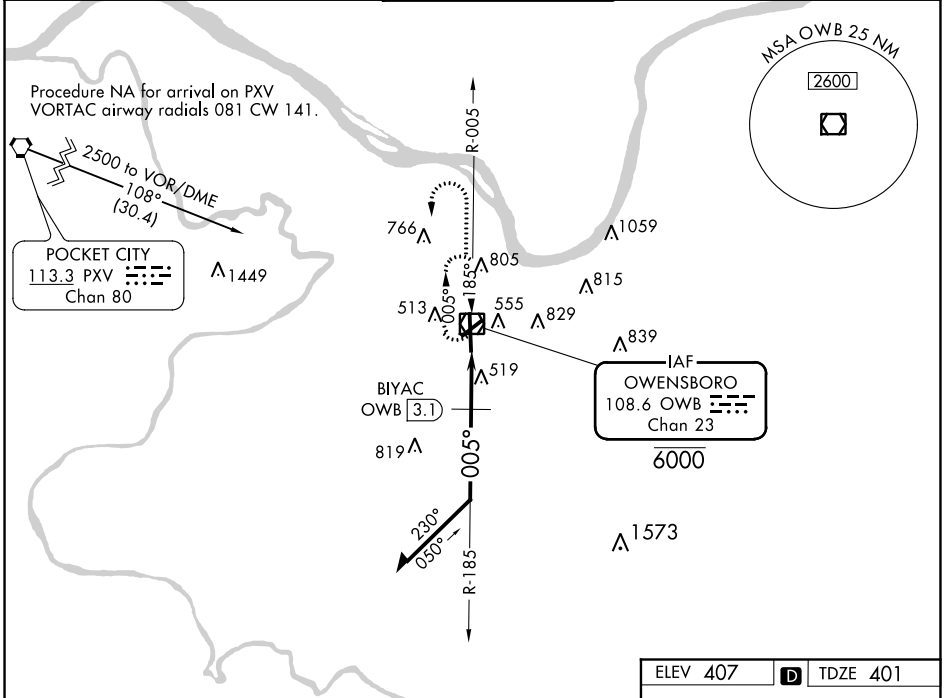 MSA OWB 25 NM
2600
Procedure NA for arrival on PXV
VORTAC airway radials 081 CW 141.
2500 to VOR/DME
108°
(30.4)
POCKET CITY
113.3 PXV
Chan 80
1449
R-005
766
1059
805
185°
005°
815
513
555
829
839
519
IAF
OWENSBORO
108.6 OWB
Chan 23
6000
BIYAC
OWB 3.1
819
005°
230°
050°
R-185
1573
ELEV 407 D TDZE 401